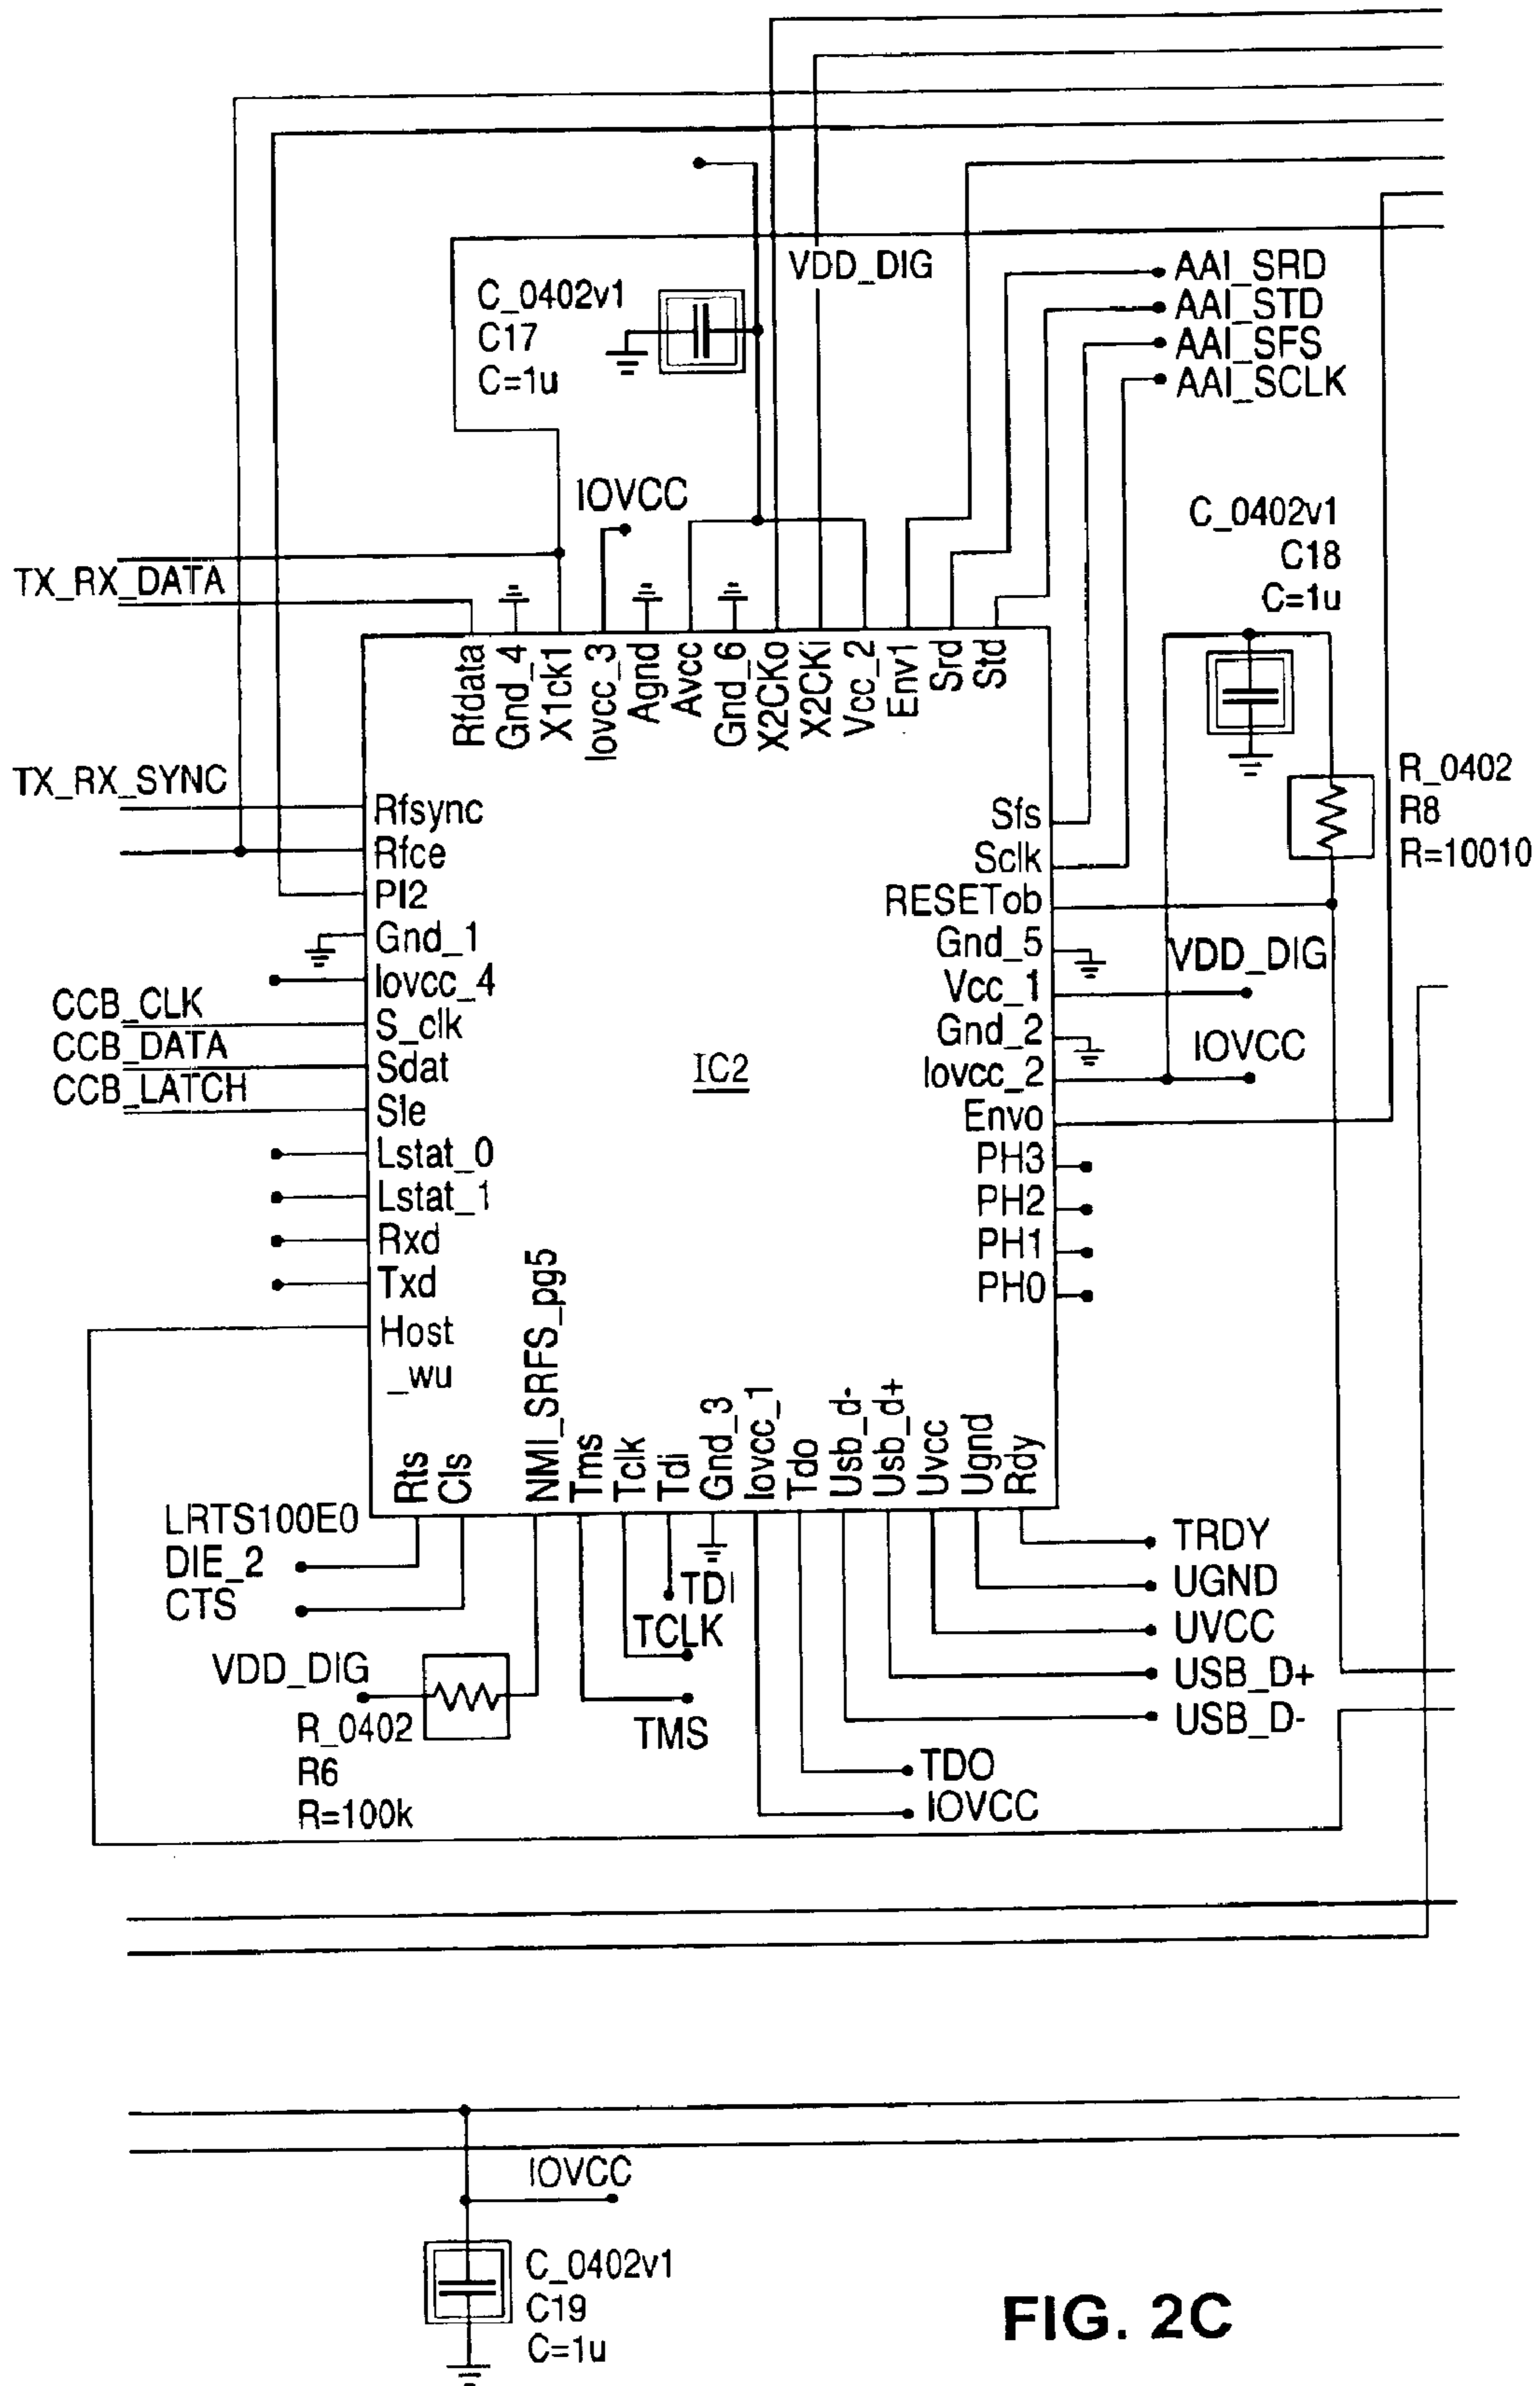 VDD_DIG
AAI_SRD
AAI_STD
AAI_SFS
AAI_SCLK
C_0402v1
C17
C=1u
IOVCC
C_0402v1
C18
C=1u
TX_RX_DATA
Rfdata
Gnd_4
X1ck1
Iovcc_3
Agnd
Avcc
Gnd_6
X2CKo
X2CKi
Vcc_2
Env1
Srd
Std
TX_RX_SYNC
Rfsync
Rfce
PI2
Gnd_1
Iovcc_4
CCB_CLK
S_clk
CCB_DATA
Sdat
CCB_LATCH
Sle
Lstat_0
Lstat_1
Rxd
Txd
Host
_wu
IC2
Sfs
Sclk
RESETob
Gnd_5
Vcc_1
Gnd_2
Iovcc_2
Envo
PH3
PH2
PH1
PH0
R_0402
R8
R=10010
VDD_DIG
IOVCC
Rts
Cls
NMI_SRFS_pg5
Tms
Tclk
Tdi
Gnd_3
Iovcc_1
Tdo
Usb_d-
Usb_d+
Uvcc
Ugnd
Rdy
LRTS100E0
DIE_2
CTS
TDI
TCLK
TMS
VDD_DIG
R_0402
R6
R=100k
TRDY
UGND
UVCC
USB_D+
USB_D-
TDO
IOVCC
IOVCC
C_0402v1
C19
C=1u
FIG. 2C